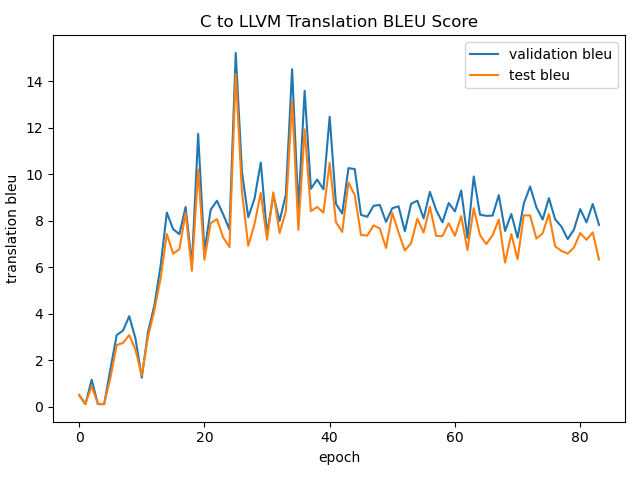 C to LLVM Translation BLEU Score
validation bleu
test bleu
translation bleu
14
12
10
8
6
4
2
0
0 20 40 60 80
epoch